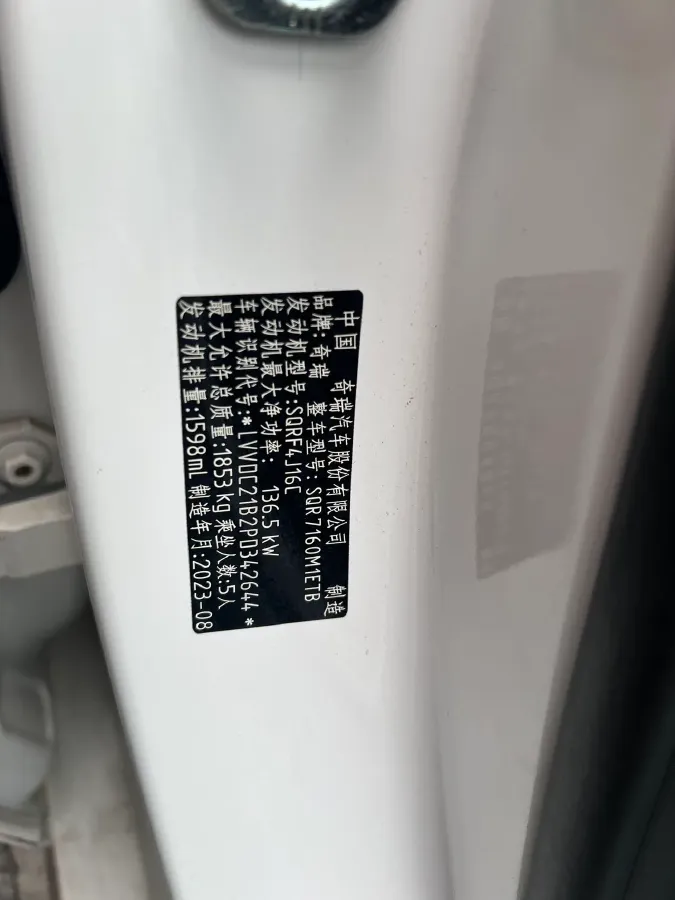 中国 奇瑞汽车股份有限公司 制造
品牌:奇瑞 整车型号:SQR7160M1ETB
发动机型号:SQRF4J16C
发动机最大净功率: 136.5 kW
车辆识别代号:*LVVDC21B2PD342644*
最大允许总质量:1853 kg 乘坐人数:5人
发动机排量:1598ml 制造年月:2023-08